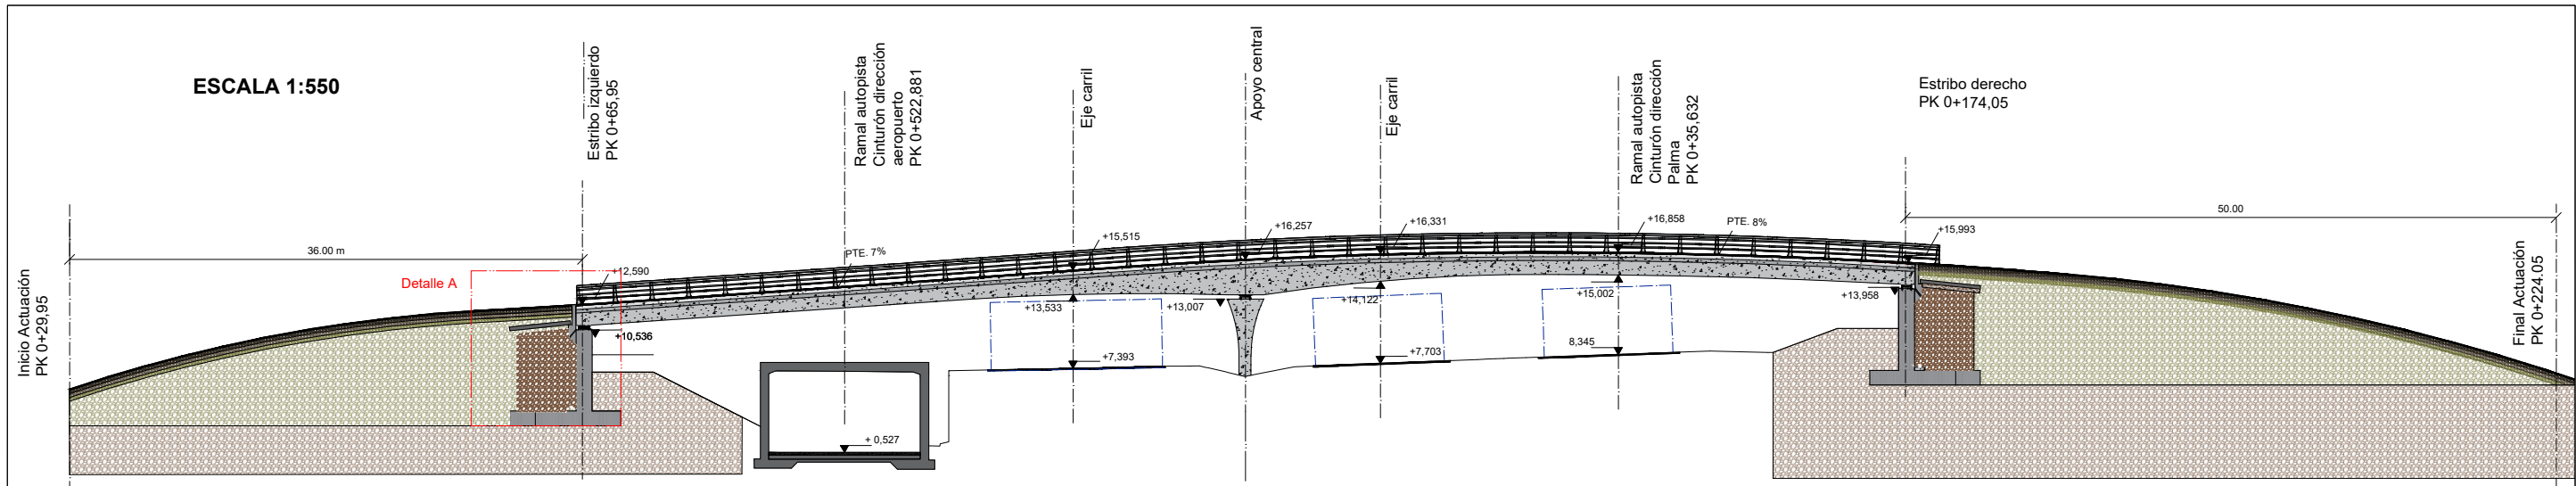 ESCALA 1:550
Estribo izquierdo
PK 0+65,95
Ramal autopista
Cinturón dirección
aeropuerto
PK 0+522,881
Eje carril
Apoyo central
Eje carril
Ramal autopista
Cinturón dirección
Palma
PK 0+35,632
Estribo derecho
PK 0+174,05
Inicio Actuación
PK 0+29,95
36.00 m
Detalle A
+12,590
+10,536
PTE. 7%
+ 0,527
+15,515
+13,533
+7,393
+16,257
+13,007
+16,331
+14,122
+7,703
+16,858
+15,002
8,345
PTE. 8%
+15,993
+13,958
50.00
Final Actuación
PK 0+224.05